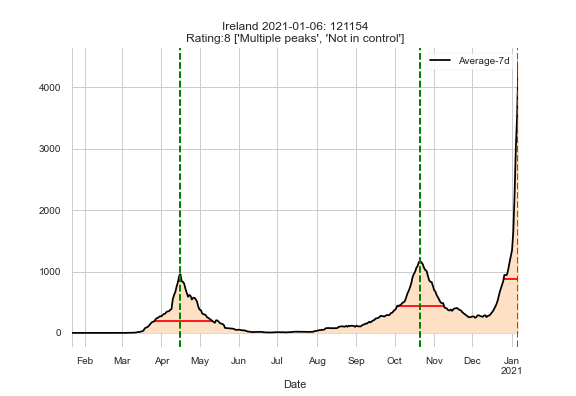 Ireland 2021-01-06: 121154
Rating:8 ['Multiple peaks', 'Not in control']
Average-7d
4000
3000
2000
1000
0
Feb Mar Apr May Jun Jul Aug Sep Oct Nov Dec Jan
2021
Date